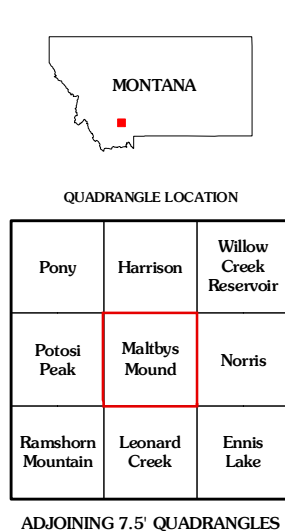 MONTANA
QUADRANGLE LOCATION
Pony
Harrison
Willow
Creek
Reservoir
Potosi
Peak
Maltbys
Mound
Norris
Ramshorn
Mountain
Leonard
Creek
Ennis
Lake
ADJOINING 7.5' QUADRANGLES